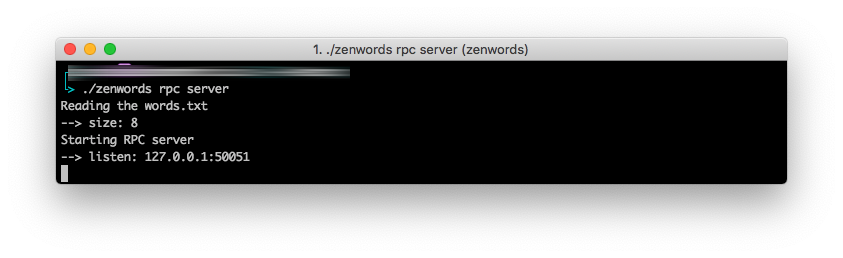 1. ./zenwords rpc server (zenwords)
> ./zenwords rpc server
Reading the words.txt
--> size: 8
Starting RPC server
--> listen: 127.0.0.1:50051